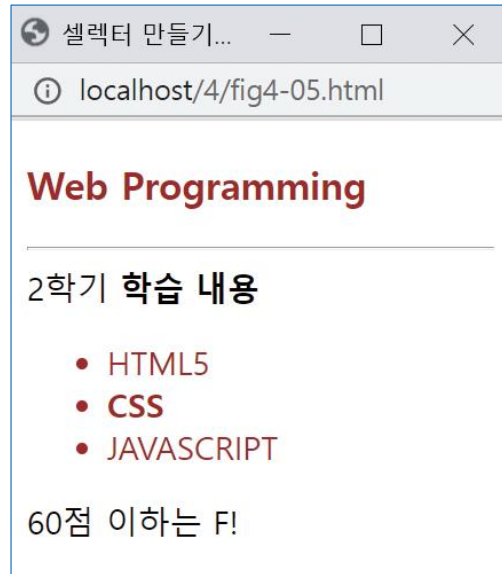 셀렉터 만들기...
localhost/4/fig4-05.html
Web Programming
2학기 학습 내용
• HTML5
• CSS
• JAVASCRIPT
60점 이하는 F!